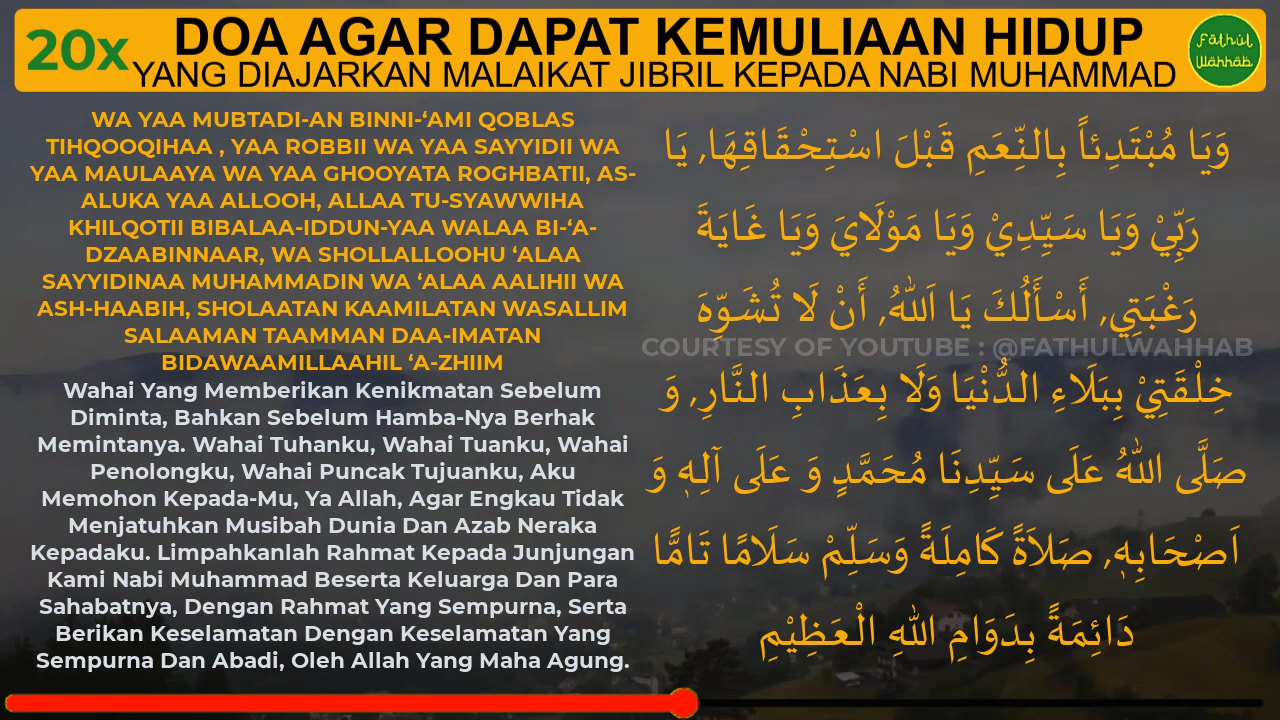 20x
DOA AGAR DAPAT KEMULIAAN HIDUP
YANG DIAJARKAN MALAIKAT JIBRIL KEPADA NABI MUHAMMAD
Fathul
Wahhab
WA YAA MUBTADI-AN BINNI-‘AMI QOBLAS
TIHQOOQIHAA , YAA ROBBII WA YAA SAYYIDII WA
YAA MAULAAYA WA YAA GHOOYATA ROGHBATII, AS-
ALUKA YAA ALLOOH, ALLAA TU-SYAWWIHA
KHILQOTII BIBALAA-IDDUN-YAA WALAA BI-‘A-
DZAABINNAAR, WA SHOLLALLOOHU ‘ALAA
SAYYIDINAA MUHAMMADIN WA ‘ALAA AALIHII WA
ASH-HAABIH, SHOLAATAN KAAMILATAN WASALLIM
SALAAMAN TAAMMAN DAA-IMATAN
BIDAWAAMILLAAHIL ‘A-ZHIIM
Wahai Yang Memberikan Kenikmatan Sebelum
Diminta, Bahkan Sebelum Hamba-Nya Berhak
Memintanya. Wahai Tuhanku, Wahai Tuanku, Wahai
Penolongku, Wahai Puncak Tujuanku, Aku
Memohon Kepada-Mu, Ya Allah, Agar Engkau Tidak
Menjatuhkan Musibah Dunia Dan Azab Neraka
Kepadaku. Limpahkanlah Rahmat Kepada Junjungan
Kami Nabi Muhammad Beserta Keluarga Dan Para
Sahabatnya, Dengan Rahmat Yang Sempurna, Serta
Berikan Keselamatan Dengan Keselamatan Yang
Sempurna Dan Abadi, Oleh Allah Yang Maha Agung.
وَيَا مُبْتَدِئاً بِالنِّعَمِ قَبْلَ اسْتِحْقَاقِهَا, يَا
رَبِّيْ وَيَا سَيِّدِيْ وَيَا مَوْلَايَ وَيَا غَايَةَ
رَغْبَتِي, أَسْأَلُكَ يَا اَللهُ, أَنْ لَا تُشَوِّهَ
COURTESY OF YOUTUBE : @FATHULWAHHAB
خِلْقَتِيْ بِبَلَاءِ الدُّنْيَا وَلَا بِعَذَابِ النَّارِ, وَ
صَلَّى اللهُ عَلَى سَيِّدِنَا مُحَمَّدٍ وَ عَلَى آلِهٖ وَ
اَصْحَابِهٖ, صَلاَةً كَامِلَةً وَسَلِّمْ سَلَامًا تَامًّا
دَائِمَةً بِدَوَامِ اللهِ الْعَظِيْمِ